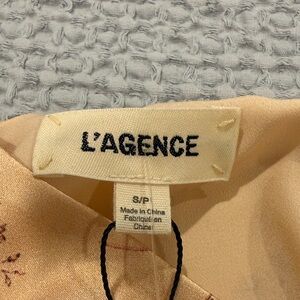 L'AGENCE
S/P
Made in China
Fabriqué en
Chine